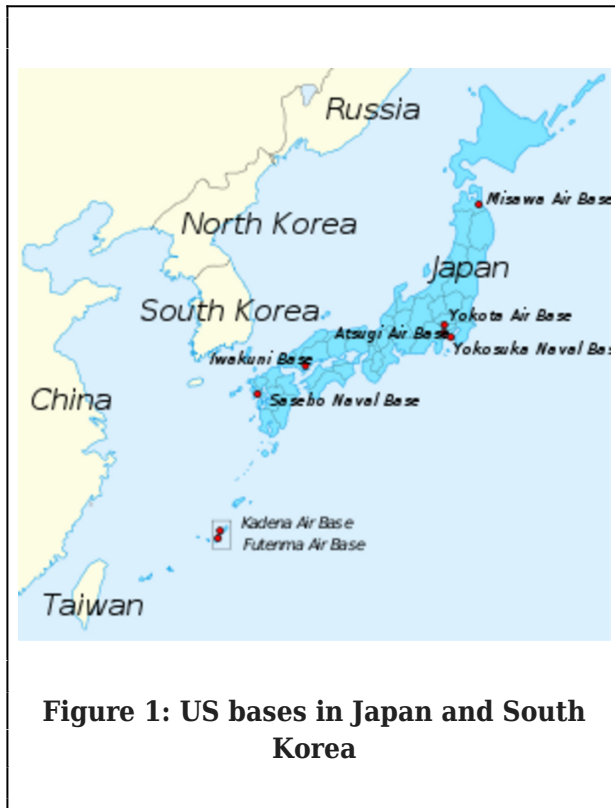 Russia
Misawa Air Base
North Korea
Japan
South Korea
Yokota Air Base
Atsugi Air Base
Yokosuka Naval Bas
Iwakuni Base
China
Sasebo Naval Base
Kadena Air Base
Futenma Air Base
Taiwan
Figure 1: US bases in Japan and South
Korea